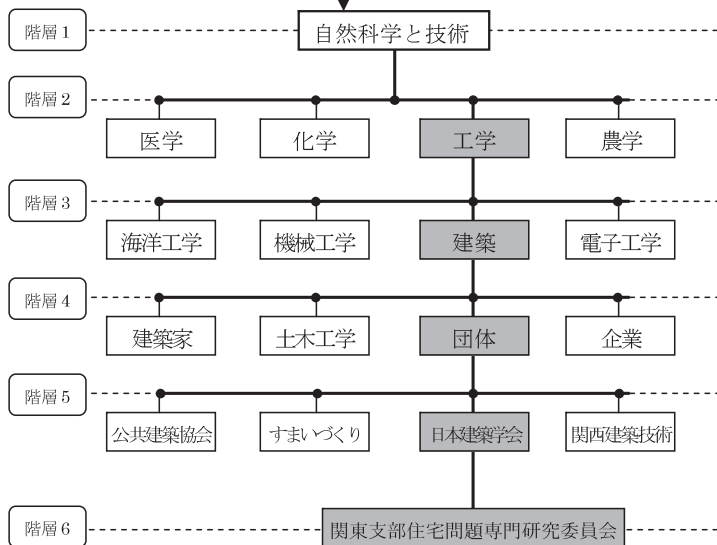 階層 1
自然科学と技術
階層 2
医学
化学
工学
農学
階層 3
海洋工学
機械工学
建築
電子工学
階層 4
建築家
土木工学
団体
企業
階層 5
公共建築協会
すまいづくり
日本建築学会
関西建築技術
階層 6
関東支部住宅問題専門研究委員会